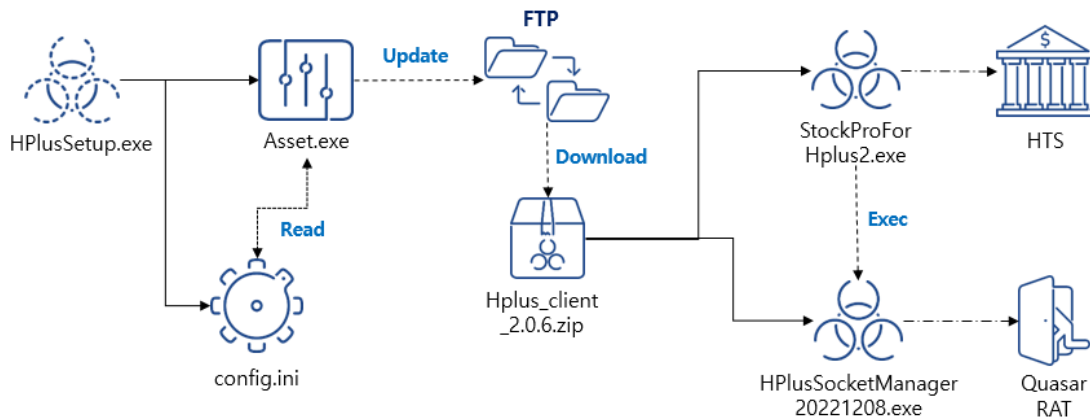 FTP
Update
HPlusSetup.exe
Asset.exe
StockProFor
Hplus2.exe
HTS
Download
Read
Exec
Hplus_client
_2.0.6.zip
config.ini
HPlusSocketManager
20221208.exe
Quasar
RAT